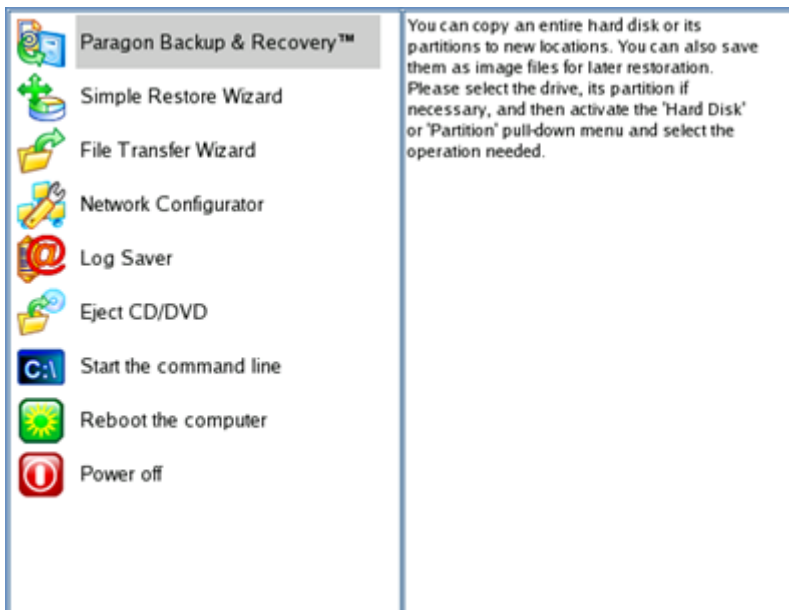 Paragon Backup & Recovery™
Simple Restore Wizard
File Transfer Wizard
Network Configurator
@
Log Saver
Eject CD/DVD
C:\
Start the command line
Reboot the computer
Power off
You can copy an entire hard disk or its
partitions to new locations. You can also save
them as image files for later restoration.
Please select the drive, its partition if
necessary, and then activate the 'Hard Disk'
or 'Partition' pull-down menu and select the
operation needed.